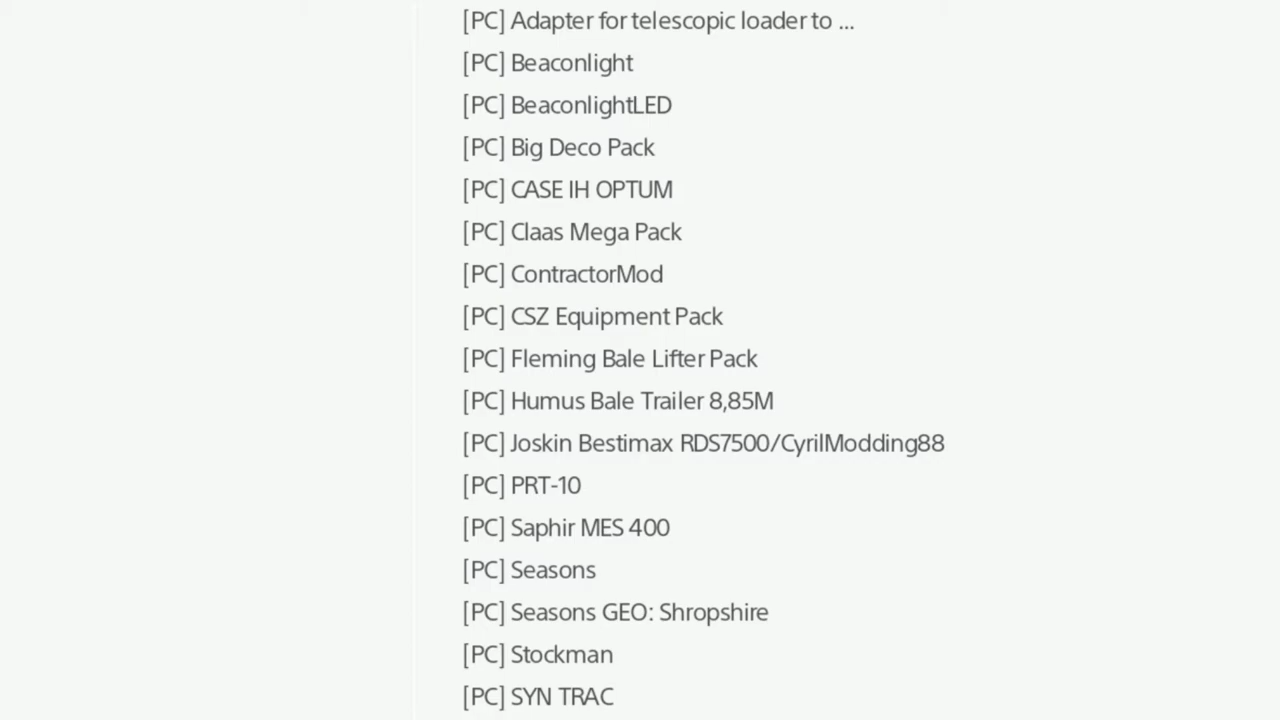 [PC] Adapter for telescopic loader to ...
[PC] Beaconlight
[PC] BeaconlightLED
[PC] Big Deco Pack
[PC] CASE IH OPTUM
[PC] Claas Mega Pack
[PC] ContractorMod
[PC] CSZ Equipment Pack
[PC] Fleming Bale Lifter Pack
[PC] Humus Bale Trailer 8,85M
[PC] Joskin Bestimax RDS7500/CyrilModding88
[PC] PRT-10
[PC] Saphir MES 400
[PC] Seasons
[PC] Seasons GEO: Shropshire
[PC] Stockman
[PC] SYN TRAC